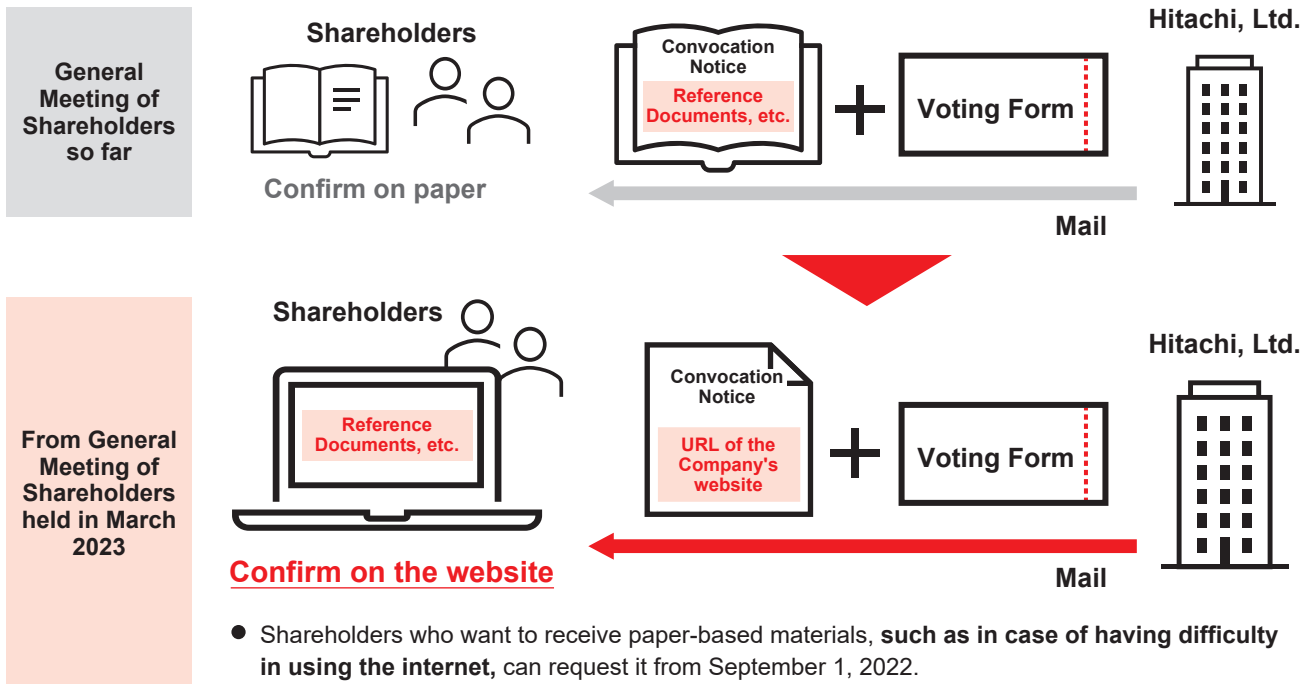 General
Meeting of
Shareholders
so far
Shareholders
Confirm on paper
Convocation
Notice
Reference
Documents, etc.
Voting Form
Hitachi, Ltd.
Mail
From General
Meeting of
Shareholders
held in March
2023
Shareholders
Reference
Documents, etc.
Confirm on the website
Convocation
Notice
URL of the
Company's
website
Voting Form
Hitachi, Ltd.
Mail
● Shareholders who want to receive paper-based materials, such as in case of having difficulty
in using the internet, can request it from September 1, 2022.